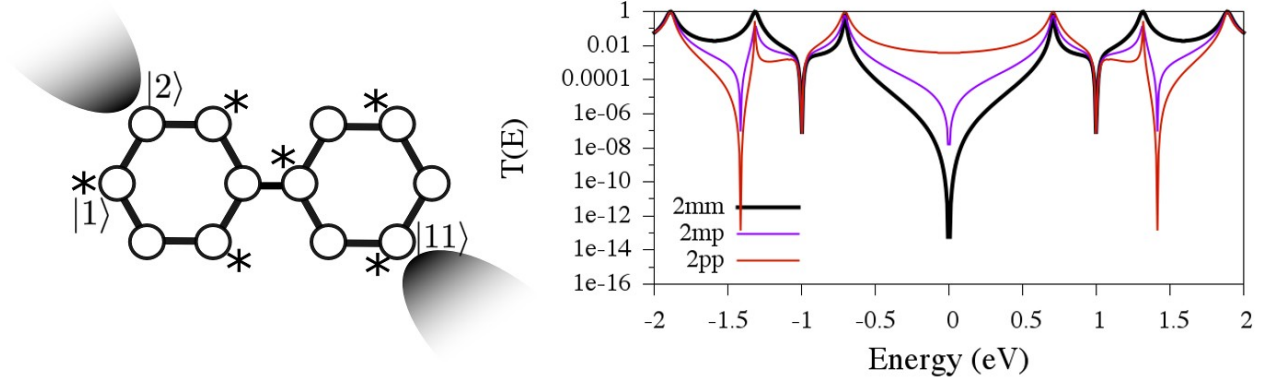 |2⟩
*
*
*
*
|1⟩
|11⟩
*
*
T(E)
1
0.01
0.0001
1e-06
1e-08
1e-10
1e-12
1e-14
1e-16
2mm
2mp
2pp
-2 -1.5 -1 -0.5 0 0.5 1 1.5 2
Energy (eV)